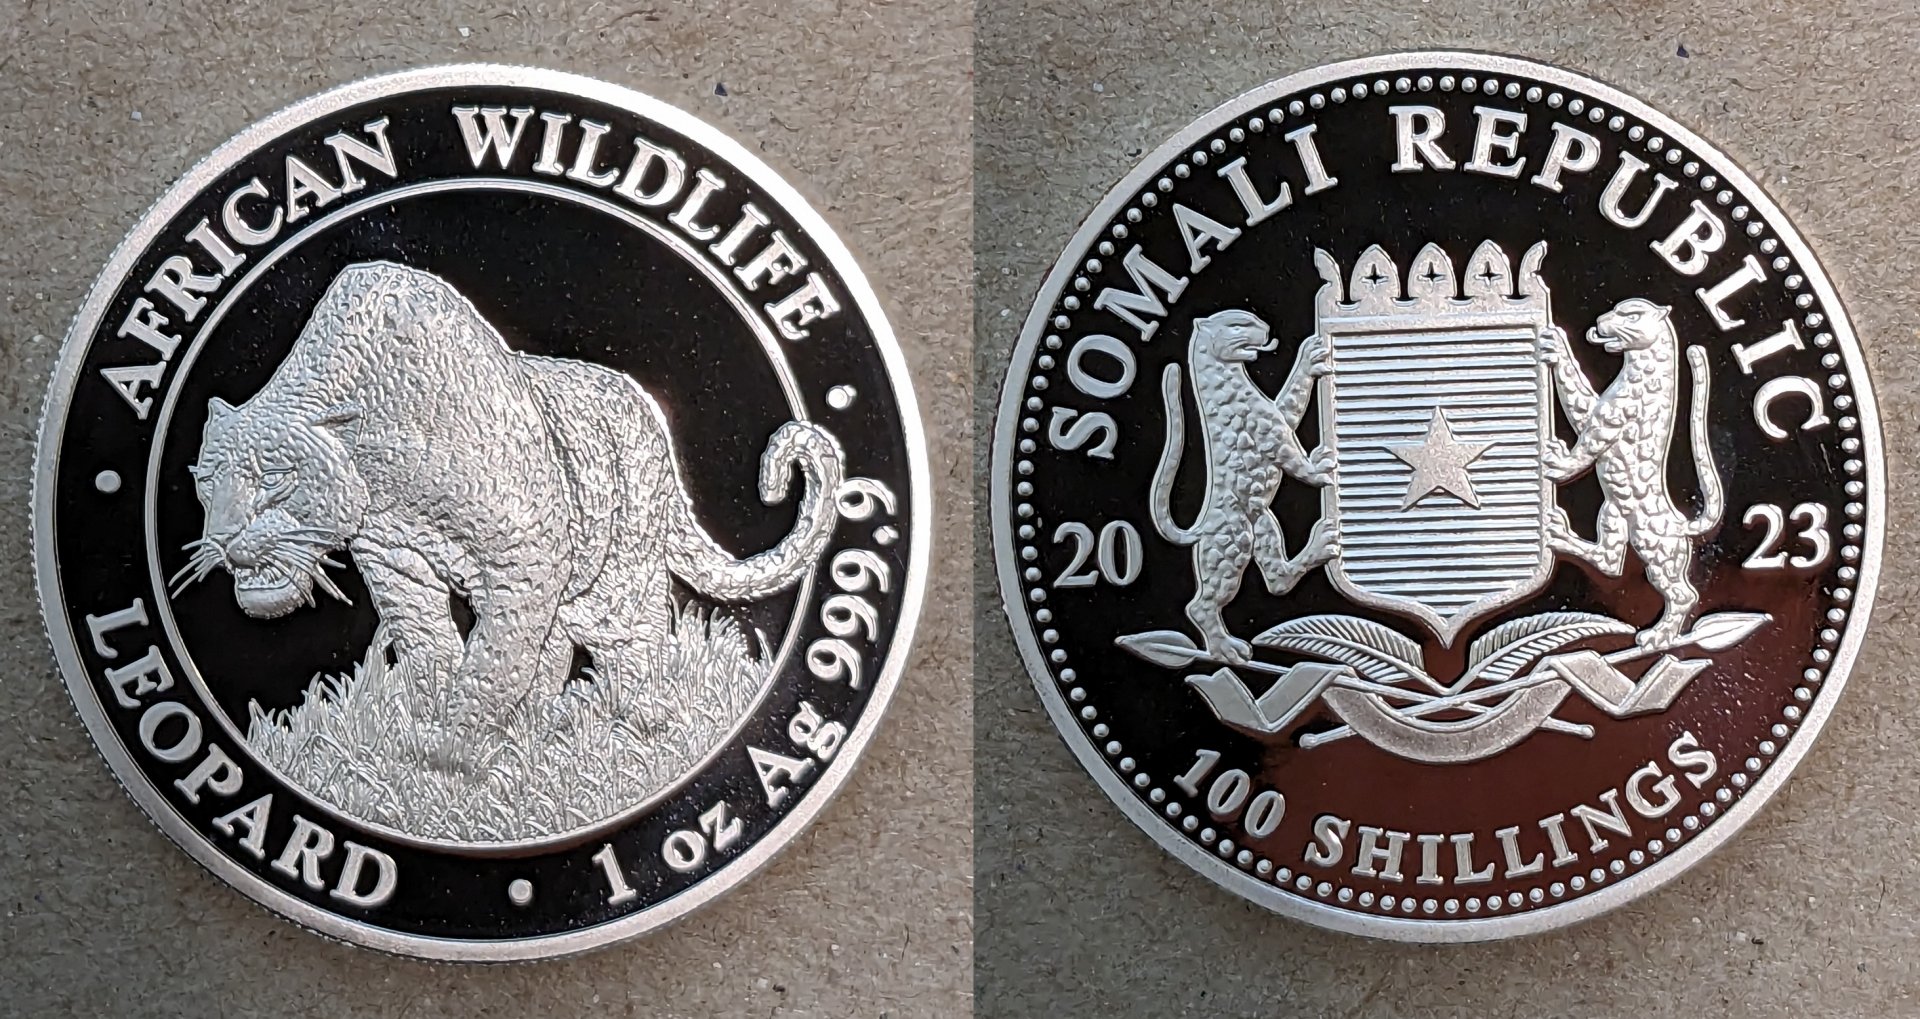 AFRICAN WILDLIFE
LEOPARD
1 oz Ag 999.9
SOMALI REPUBLIC
20 23
100 SHILLINGS